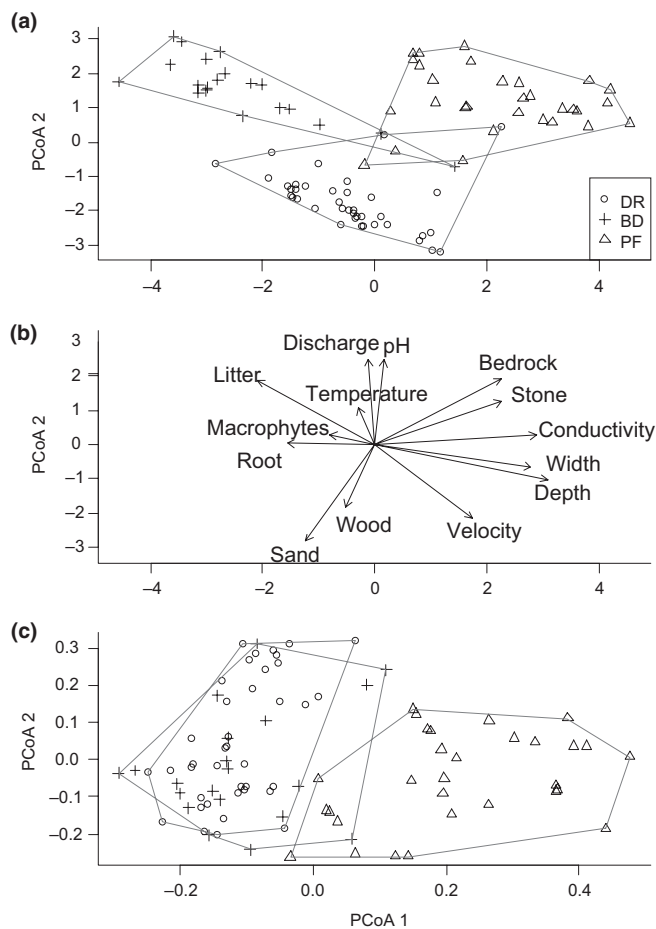 (a)
PCoA 2
3
2
1
0
−1
−2
−3
−4
−2
0
2
4
DR
BD
PF
(b)
PCoA 2
3
2
1
0
−1
−2
−3
Discharge
pH
Bedrock
Litter
Stone
Temperature
Macrophytes
Conductivity
Root
Width
Depth
Wood
Velocity
Sand
−4
−2
0
2
4
(c)
PCoA 2
0.3
0.2
0.1
0.0
−0.1
−0.2
−0.2
0.0
0.2
0.4
PCoA 1